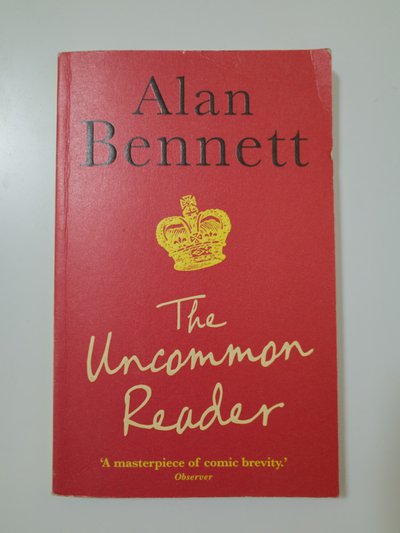 Alan
Bennett
The
Uncommon
Reader
‘A masterpiece of comic brevity.’
Observer